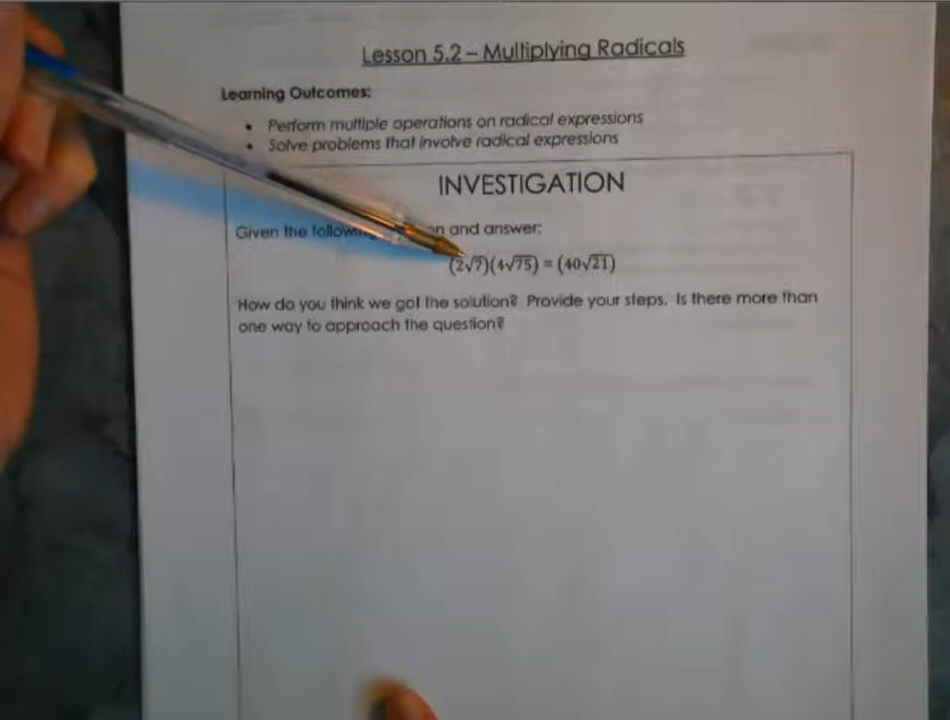 Lesson 5.2 – Multiplying Radicals
Learning Outcomes:
• Perform multiple operations on radical expressions
• Solve problems that involve radical expressions
INVESTIGATION
Given the following and answer:
(2√7)(4√75) = (40√21)
How do you think we got the solution? Provide your steps. Is there more than
one way to approach the question?